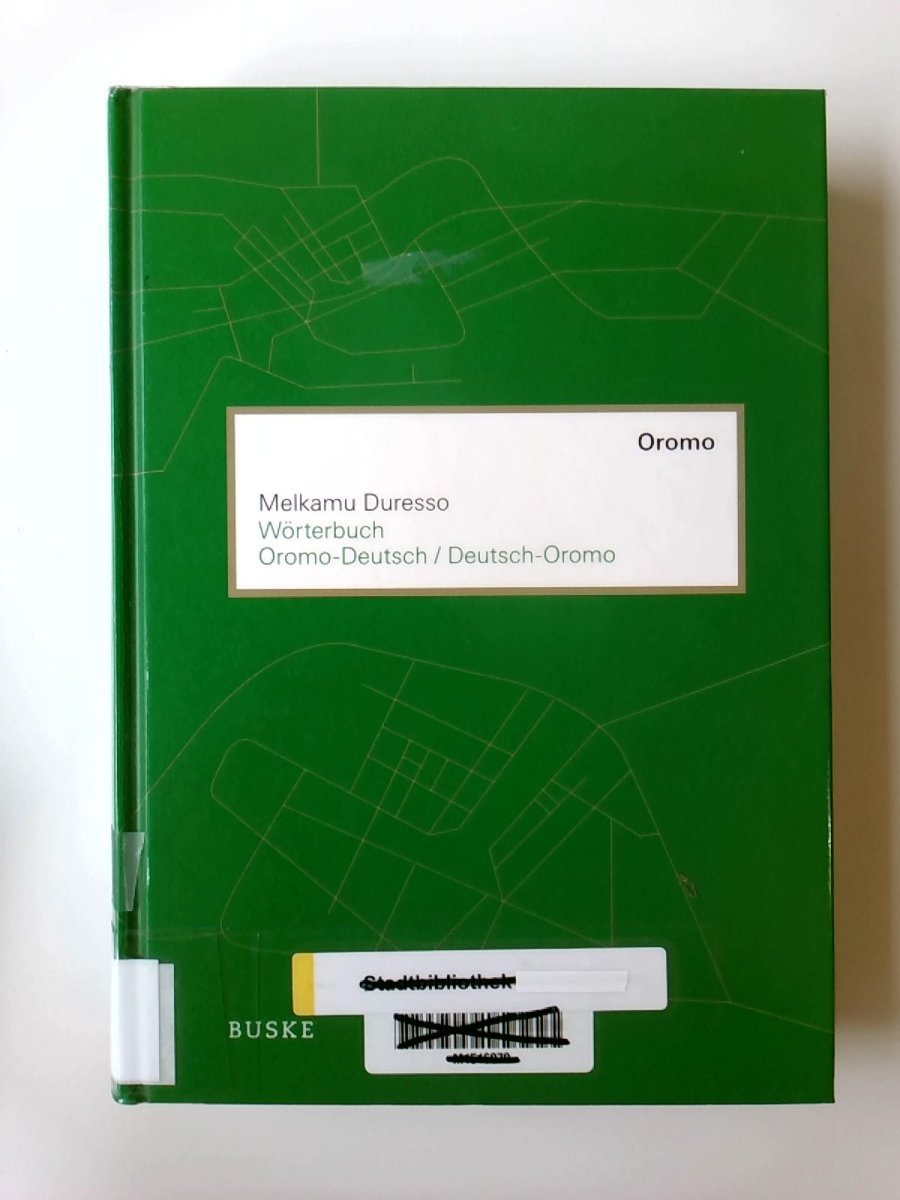 Oromo
Melkamu Duresso
Wörterbuch
Oromo-Deutsch / Deutsch-Oromo
Stadtbibliothek
BUSKE